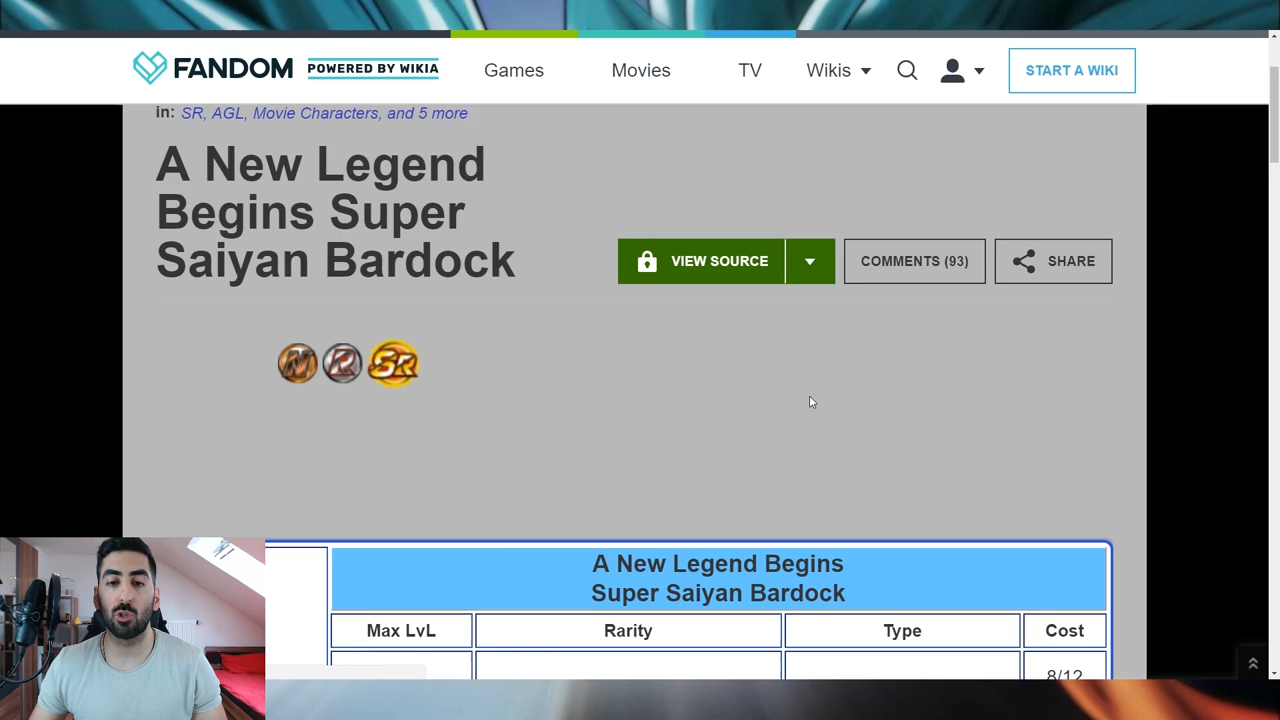 FANDOM POWERED BY WIKIA Games Movies TV Wikis START A WIKI
in: SR, AGL, Movie Characters, and 5 more
A New Legend
Begins Super
Saiyan Bardock
VIEW SOURCE COMMENTS (93) SHARE
N R SR
A New Legend Begins
Super Saiyan Bardock
Max LvL Rarity Type Cost
8/12